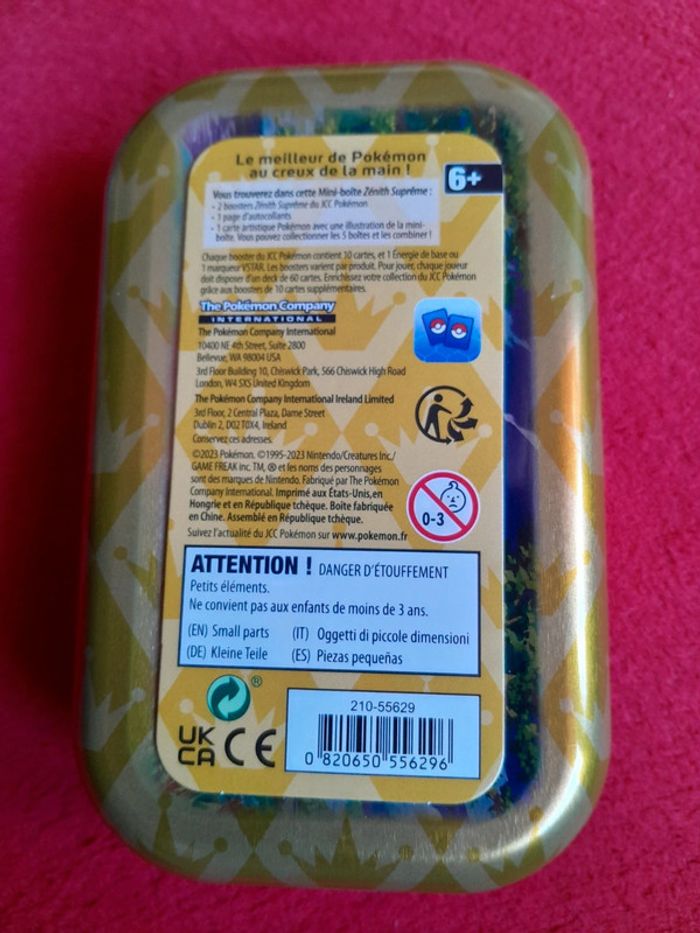 Le meilleur de Pokémon
au creux de la main !
6+
Vous trouverez dans cette Mini-boîte Zénith Suprême :
- 2 boosters Zénith Suprême du JCC Pokémon
- 1 page d'autocollants
- 1 carte artistique Pokémon avec une illustration de la mini-
boîte. Vous pouvez collectionner les 5 boîtes et les combiner !
Chaque booster du JCC Pokémon contient 10 cartes, et 1 Énergie de base ou
1 marqueur VSTAR. Les boosters varient par produit. Pour jouer, chaque joueur
doit disposer d'un deck de 60 cartes. Enrichissez votre collection du JCC Pokémon
grâce aux boosters de 10 cartes supplémentaires.
The Pokémon Company
INTERNATIONAL
The Pokémon Company International
10400 NE 4th Street, Suite 2800
Bellevue, WA 98004 USA
3rd Floor Building 10, Chiswick Park, 566 Chiswick High Road
London, W4 5XS United Kingdom
The Pokémon Company International Ireland Limited
3rd Floor, 2 Central Plaza, Dame Street
Dublin 2, D02 T0X4, Ireland
Conservez ces adresses.
©2023 Pokémon. ©1995-2023 Nintendo/Creatures Inc./
GAME FREAK inc. TM, ® et les noms des personnages
sont des marques de Nintendo. Fabriqué par The Pokémon
Company International. Imprimé aux États-Unis, en
Hongrie et en République tchèque. Boîte fabriquée
en Chine. Assemblé en République tchèque.
Suivez l'actualité du JCC Pokémon sur www.pokemon.fr
0-3
ATTENTION ! DANGER D'ÉTOUFFEMENT
Petits éléments.
Ne convient pas aux enfants de moins de 3 ans.
(EN) Small parts (IT) Oggetti di piccole dimensioni
(DE) Kleine Teile (ES) Piezas pequeñas
®
UK
CA CE
210-55629
0 820650 556296